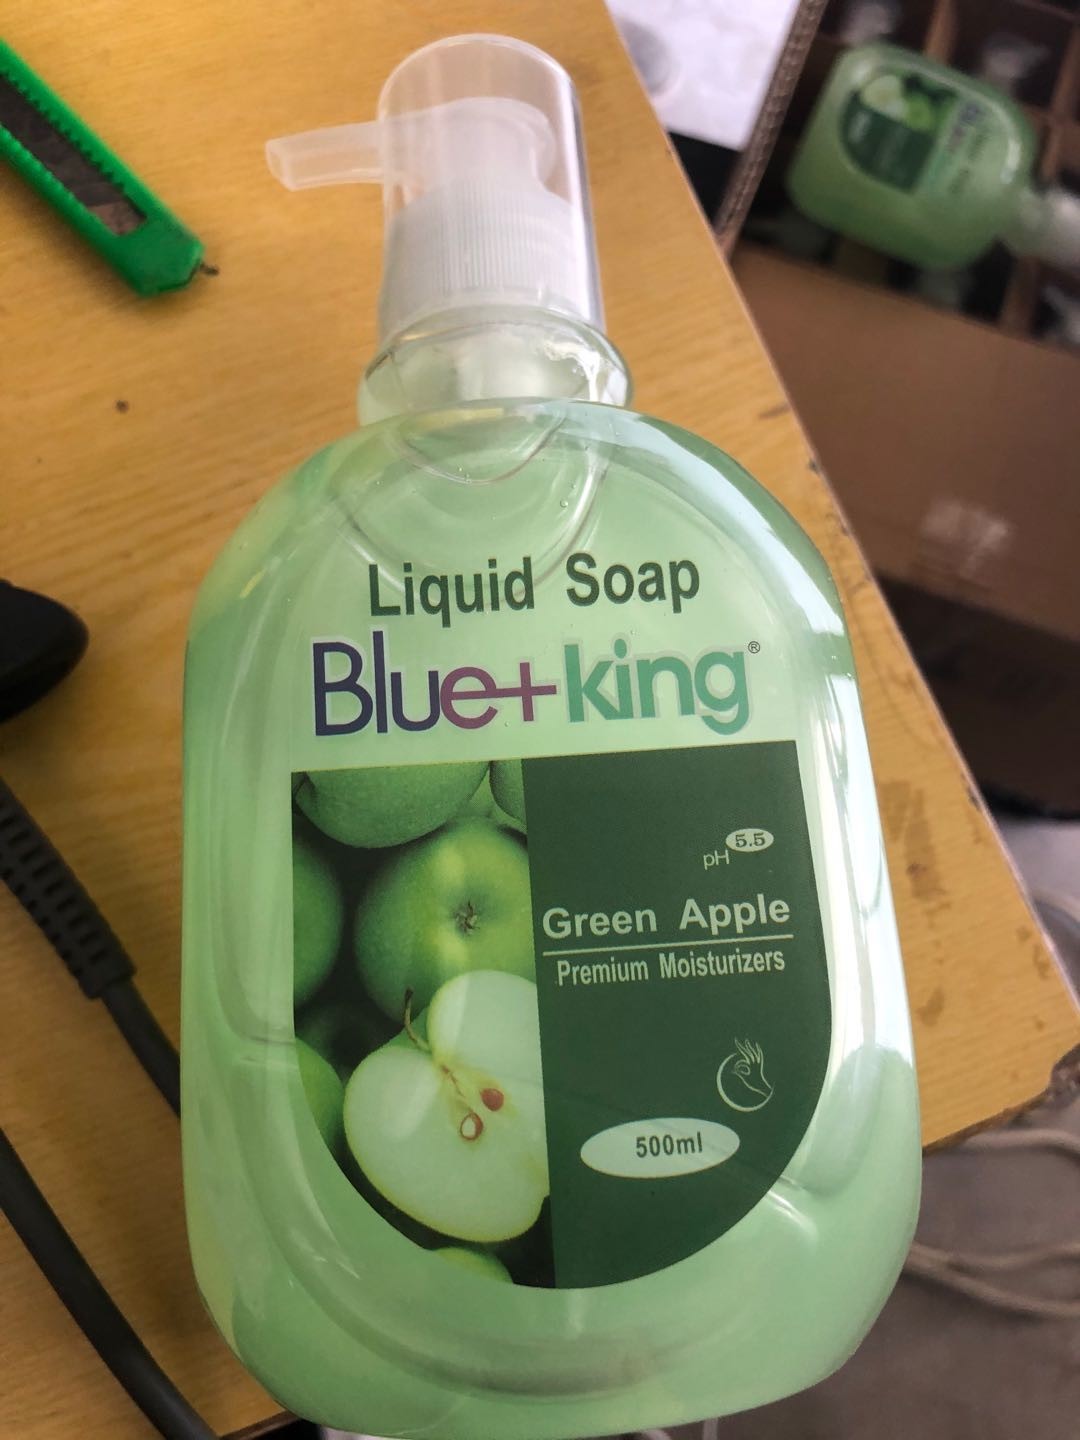 Liquid Soap
Blue+king®
pH 5.5
Green Apple
Premium Moisturizers
500ml